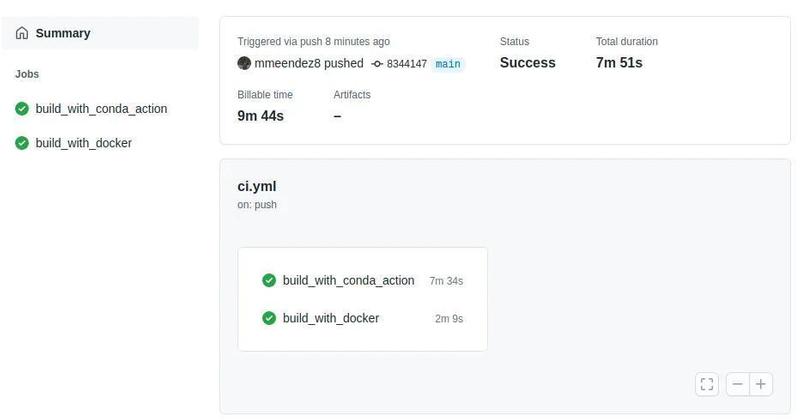 Summary
Jobs
build_with_conda_action
build_with_docker
Triggered via push 8 minutes ago
mmeendez8 pushed 8344147 main
Status
Success
Total duration
7m 51s
Billable time
9m 44s
Artifacts
–
ci.yml
on: push
build_with_conda_action 7m 34s
build_with_docker 2m 9s